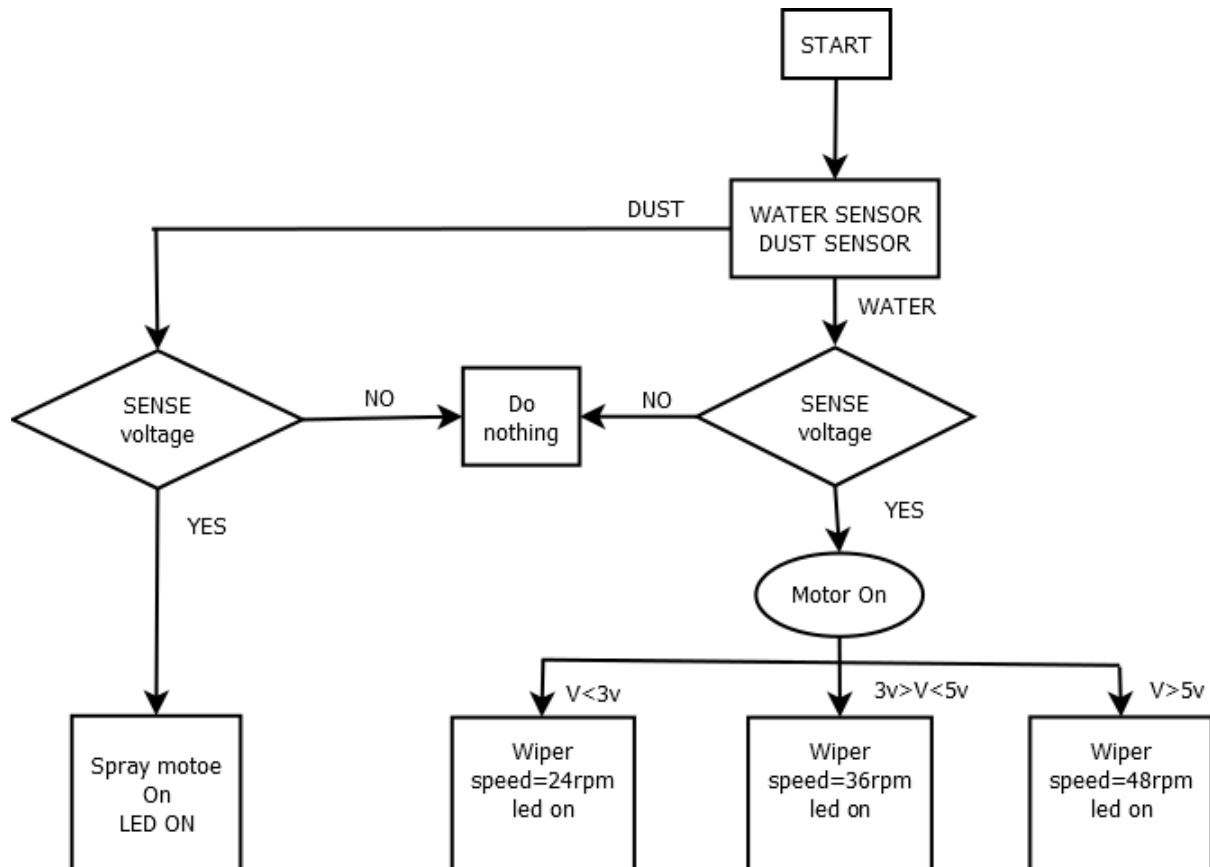 START
DUST
WATER SENSOR
DUST SENSOR
WATER
SENSE
voltage
NO
Do
nothing
NO
SENSE
voltage
YES
YES
Motor On
V<3v
3v>V<5v
V>5v
Spray motoe
On
LED ON
Wiper
speed=24rpm
led on
Wiper
speed=36rpm
led on
Wiper
speed=48rpm
led on